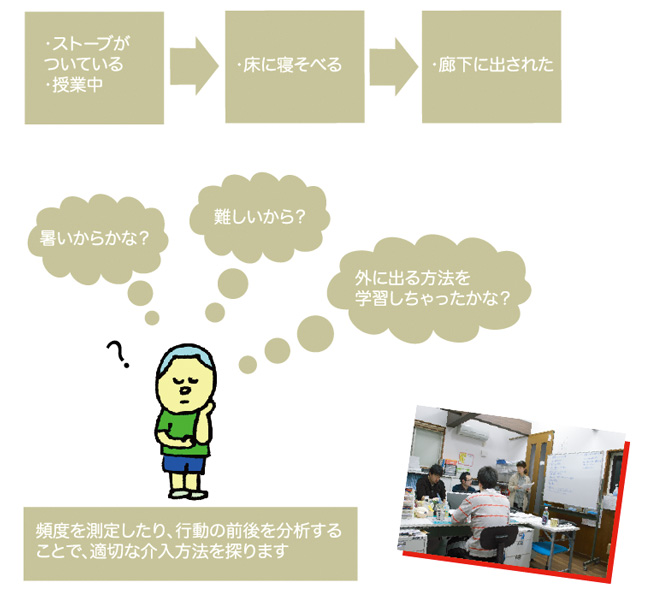 ・ストーブが
ついている
・授業中
・床に寝そべる
・廊下に出された
暑いからかな？
難しいから？
外に出る方法を
学習しちゃったかな？
？
頻度を測定したり、行動の前後を分析する
ことで、適切な介入方法を探ります